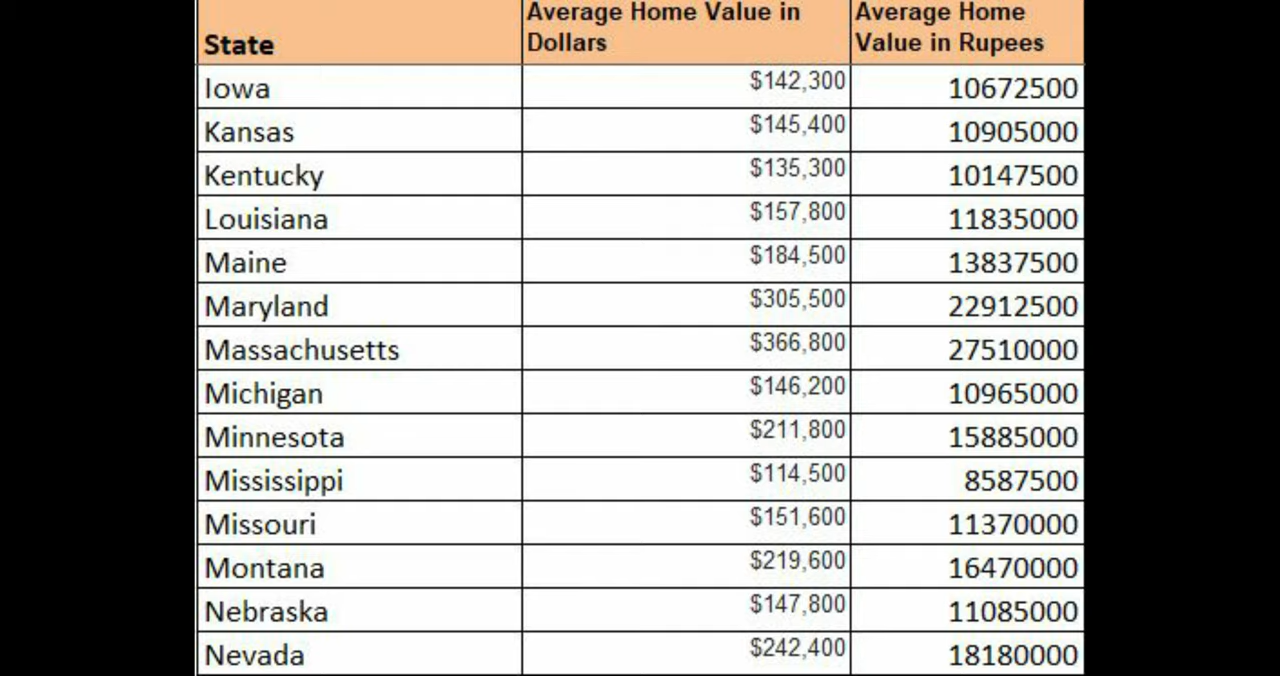 State Average Home Value in Dollars Average Home Value in Rupees
Iowa $142,300 10672500
Kansas $145,400 10905000
Kentucky $135,300 10147500
Louisiana $157,800 11835000
Maine $184,500 13837500
Maryland $305,500 22912500
Massachusetts $366,800 27510000
Michigan $146,200 10965000
Minnesota $211,800 15885000
Mississippi $114,500 8587500
Missouri $151,600 11370000
Montana $219,600 16470000
Nebraska $147,800 11085000
Nevada $242,400 18180000